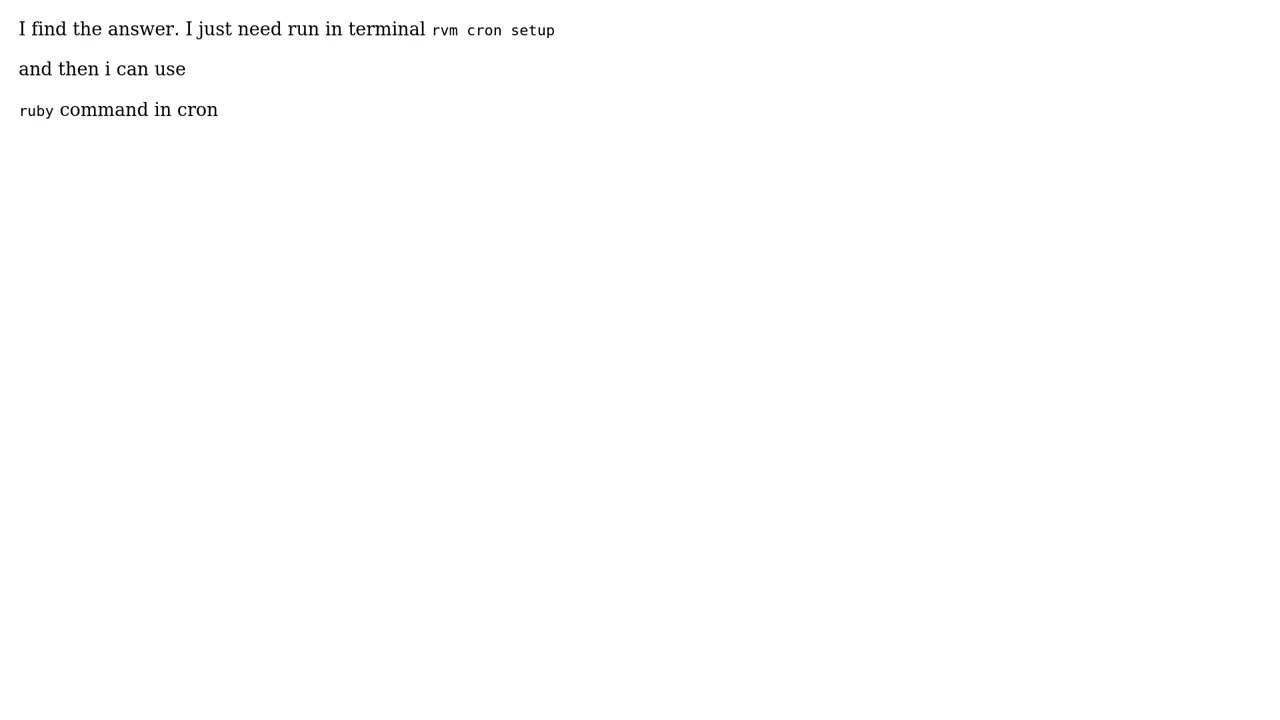 I find the answer. I just need run in terminal rvm cron setup
and then i can use
ruby command in cron